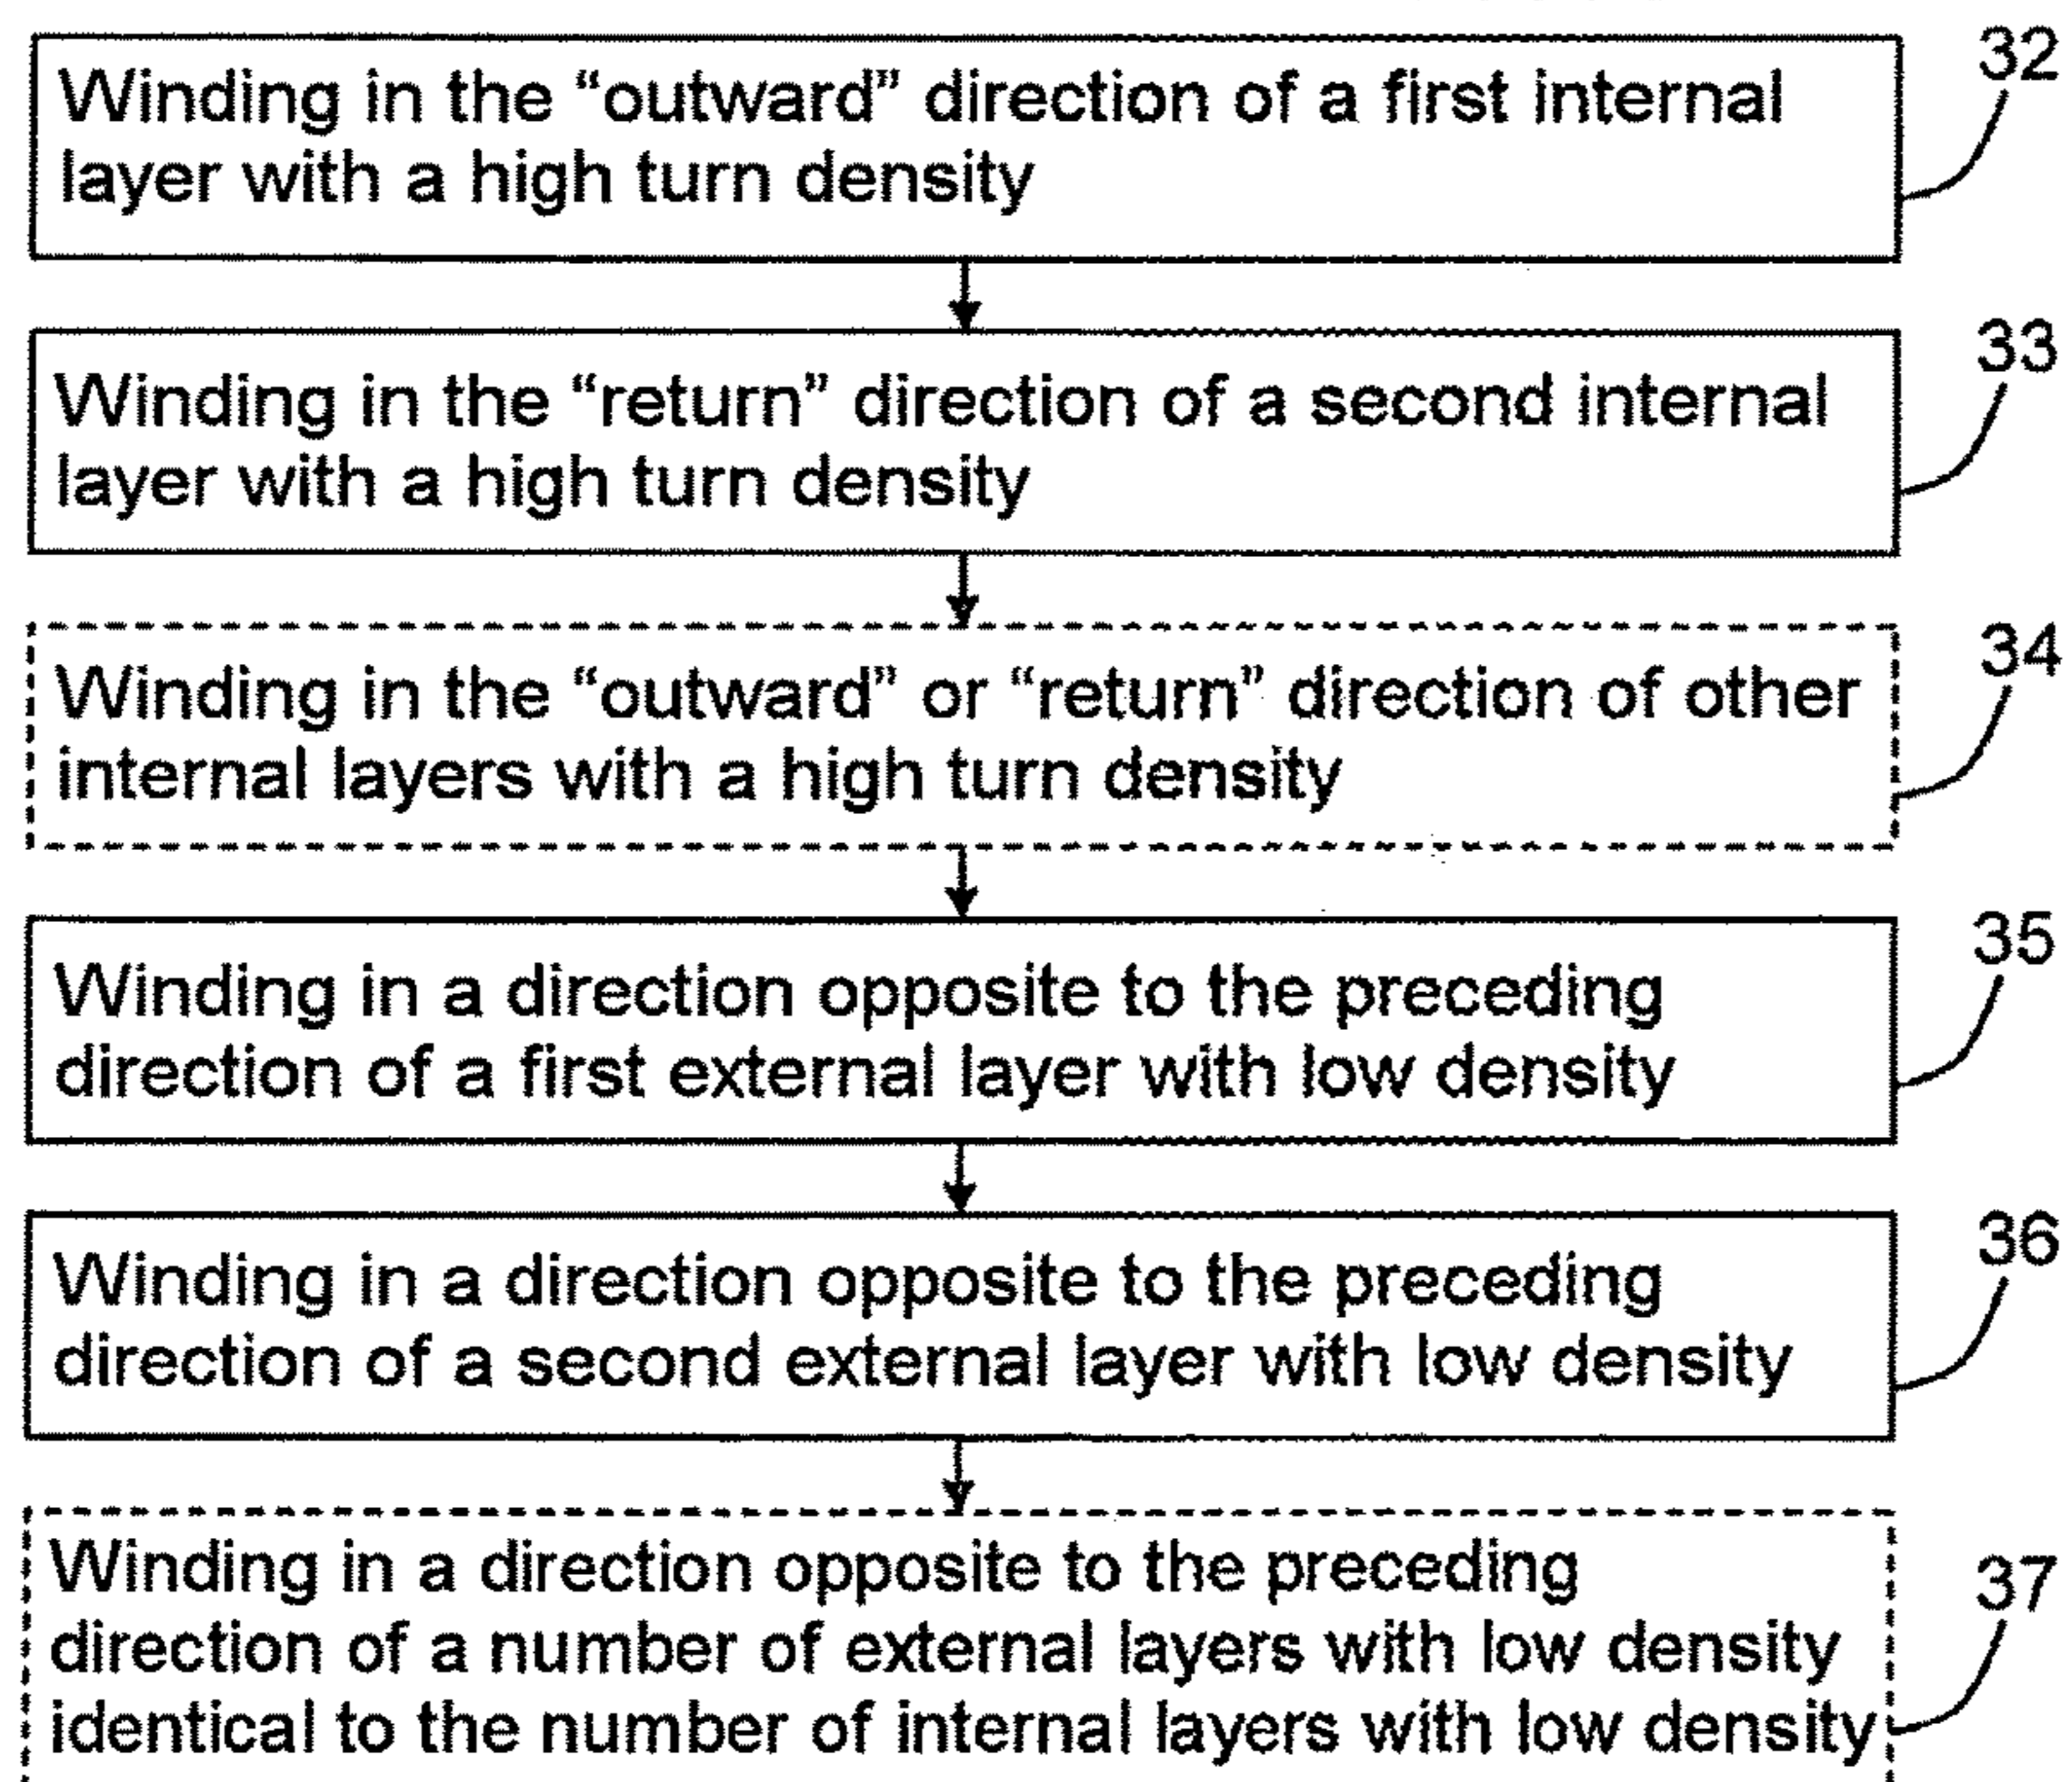 Winding in the “outward” direction of a first internal
layer with a high turn density
32
Winding in the “return” direction of a second internal
layer with a high turn density
33
Winding in the “outward” or “return” direction of other
internal layers with a high turn density
34
Winding in a direction opposite to the preceding
direction of a first external layer with low density
35
Winding in a direction opposite to the preceding
direction of a second external layer with low density
36
Winding in a direction opposite to the preceding
direction of a number of external layers with low density
identical to the number of internal layers with low density
37